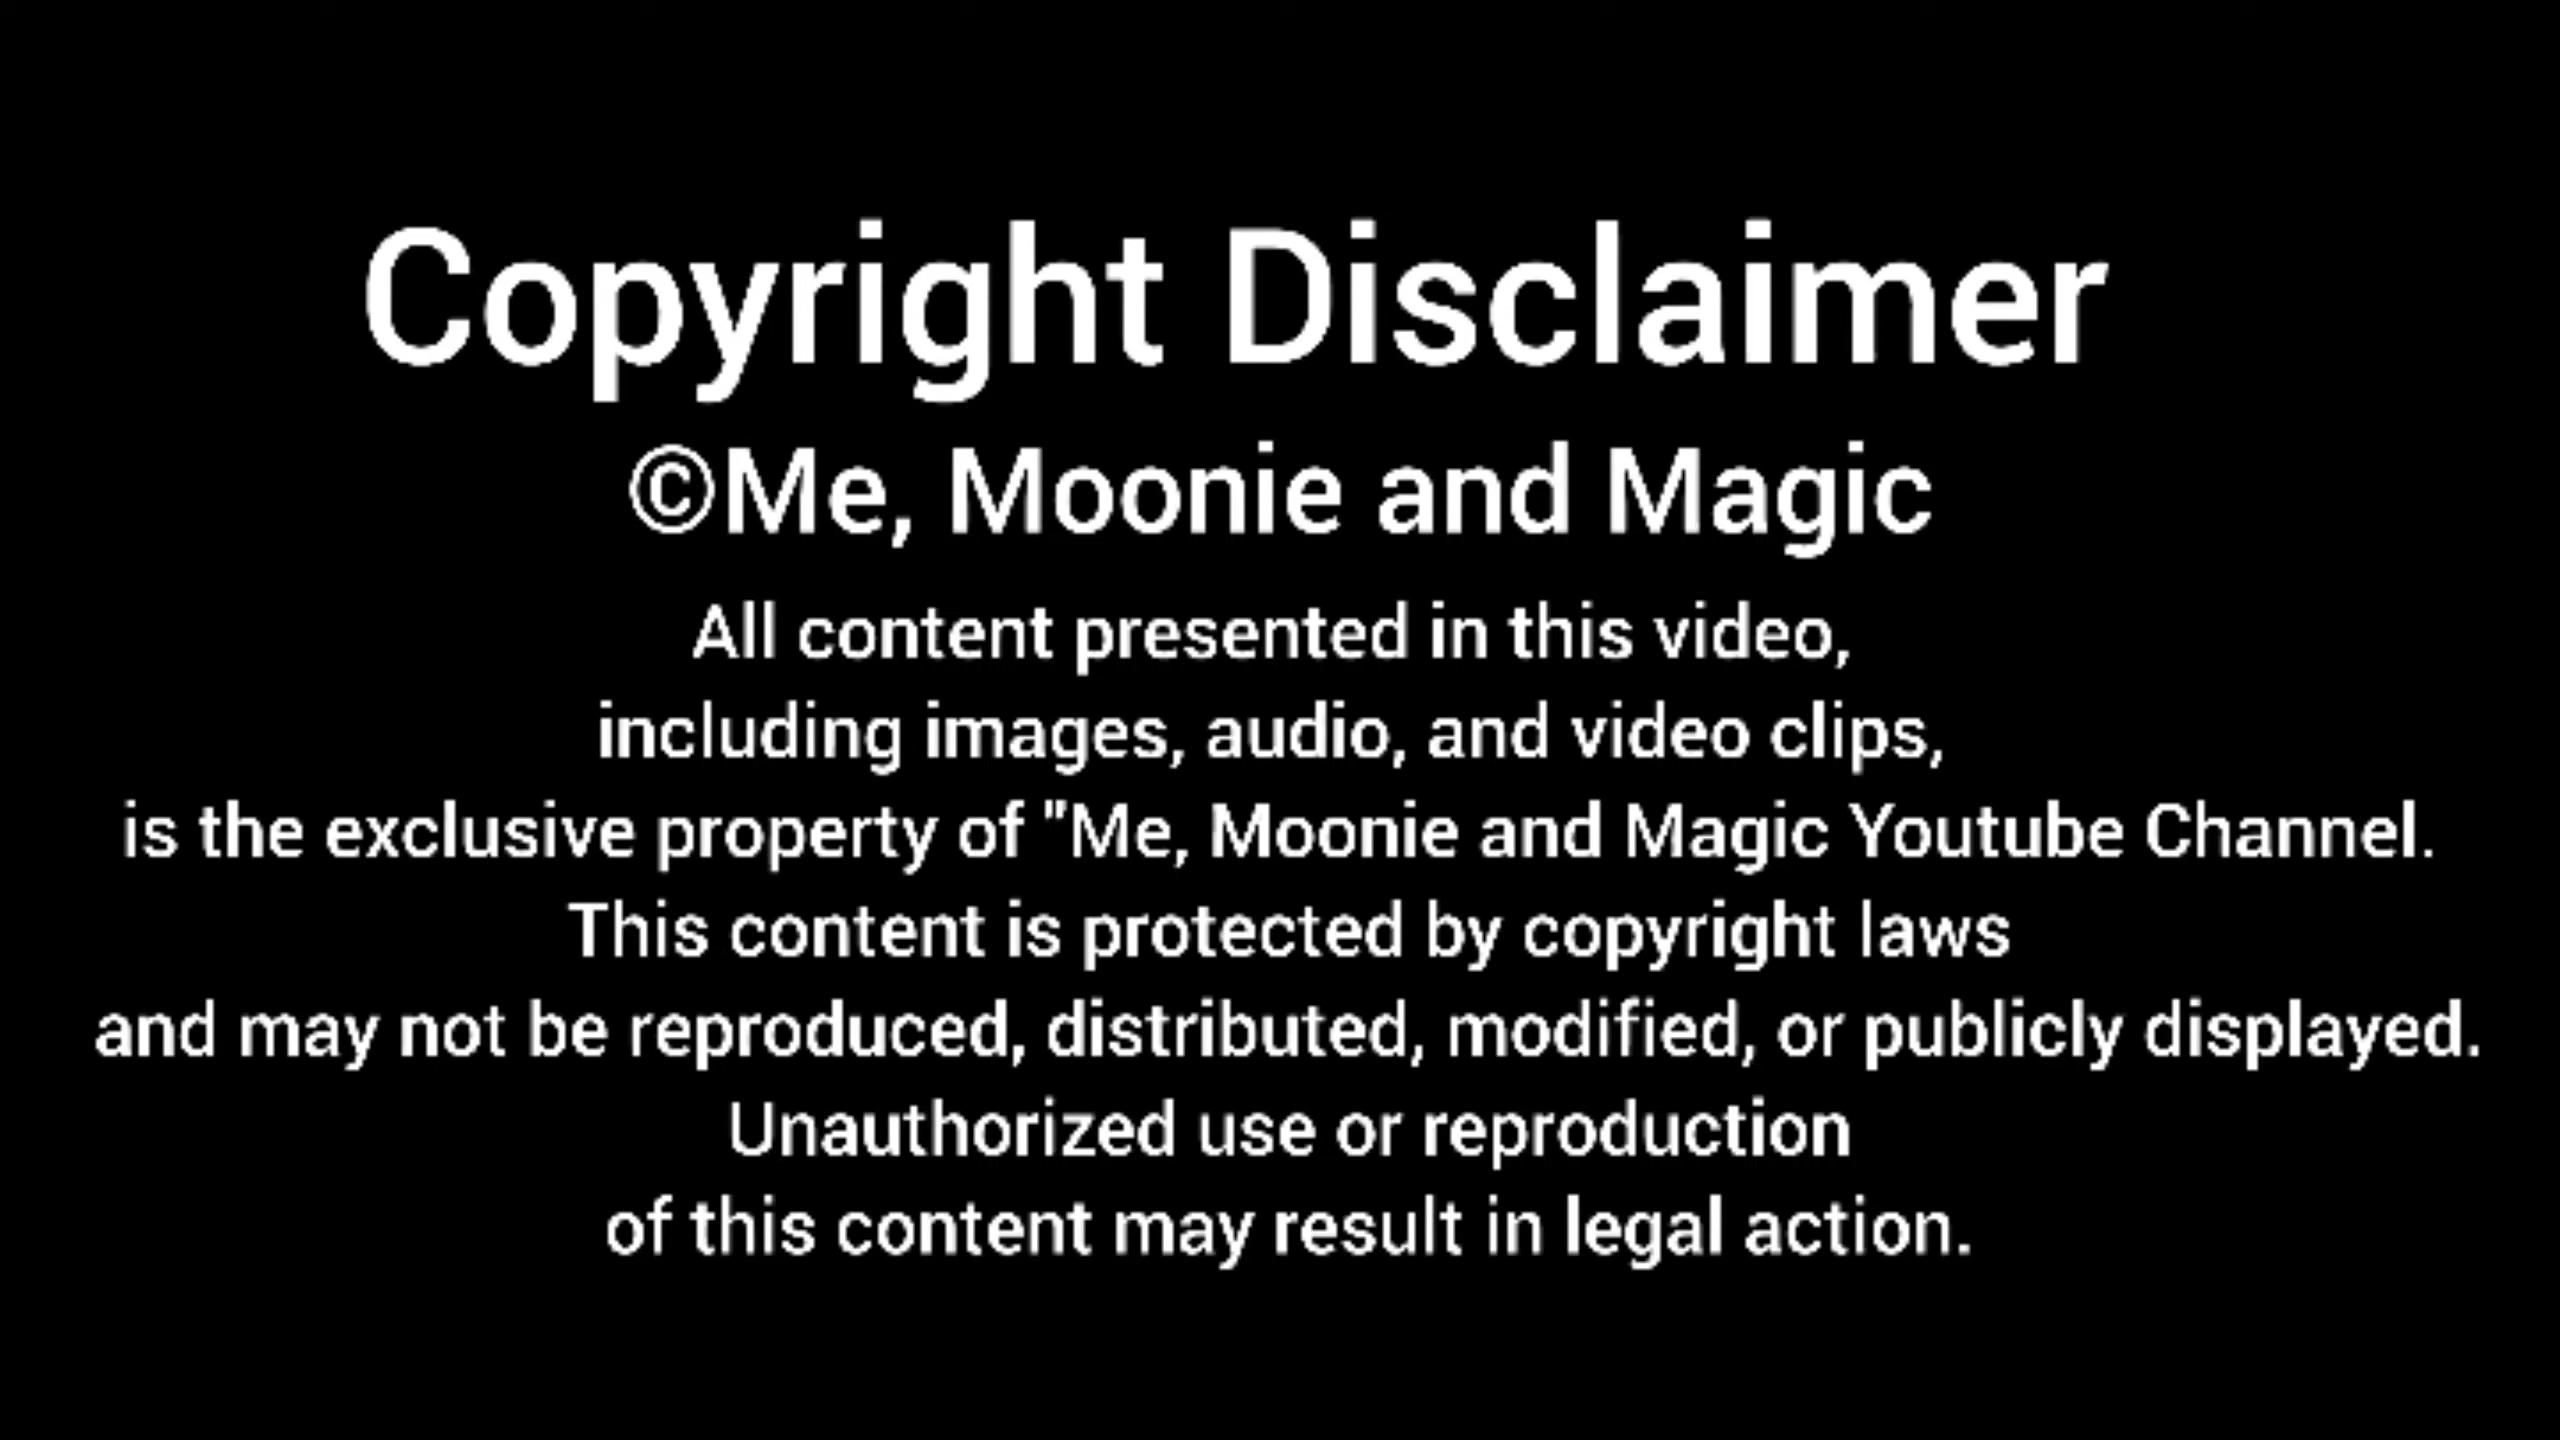 Copyright Disclaimer
©Me, Moonie and Magic
All content presented in this video,
including images, audio, and video clips,
is the exclusive property of "Me, Moonie and Magic Youtube Channel.
This content is protected by copyright laws
and may not be reproduced, distributed, modified, or publicly displayed.
Unauthorized use or reproduction
of this content may result in legal action.